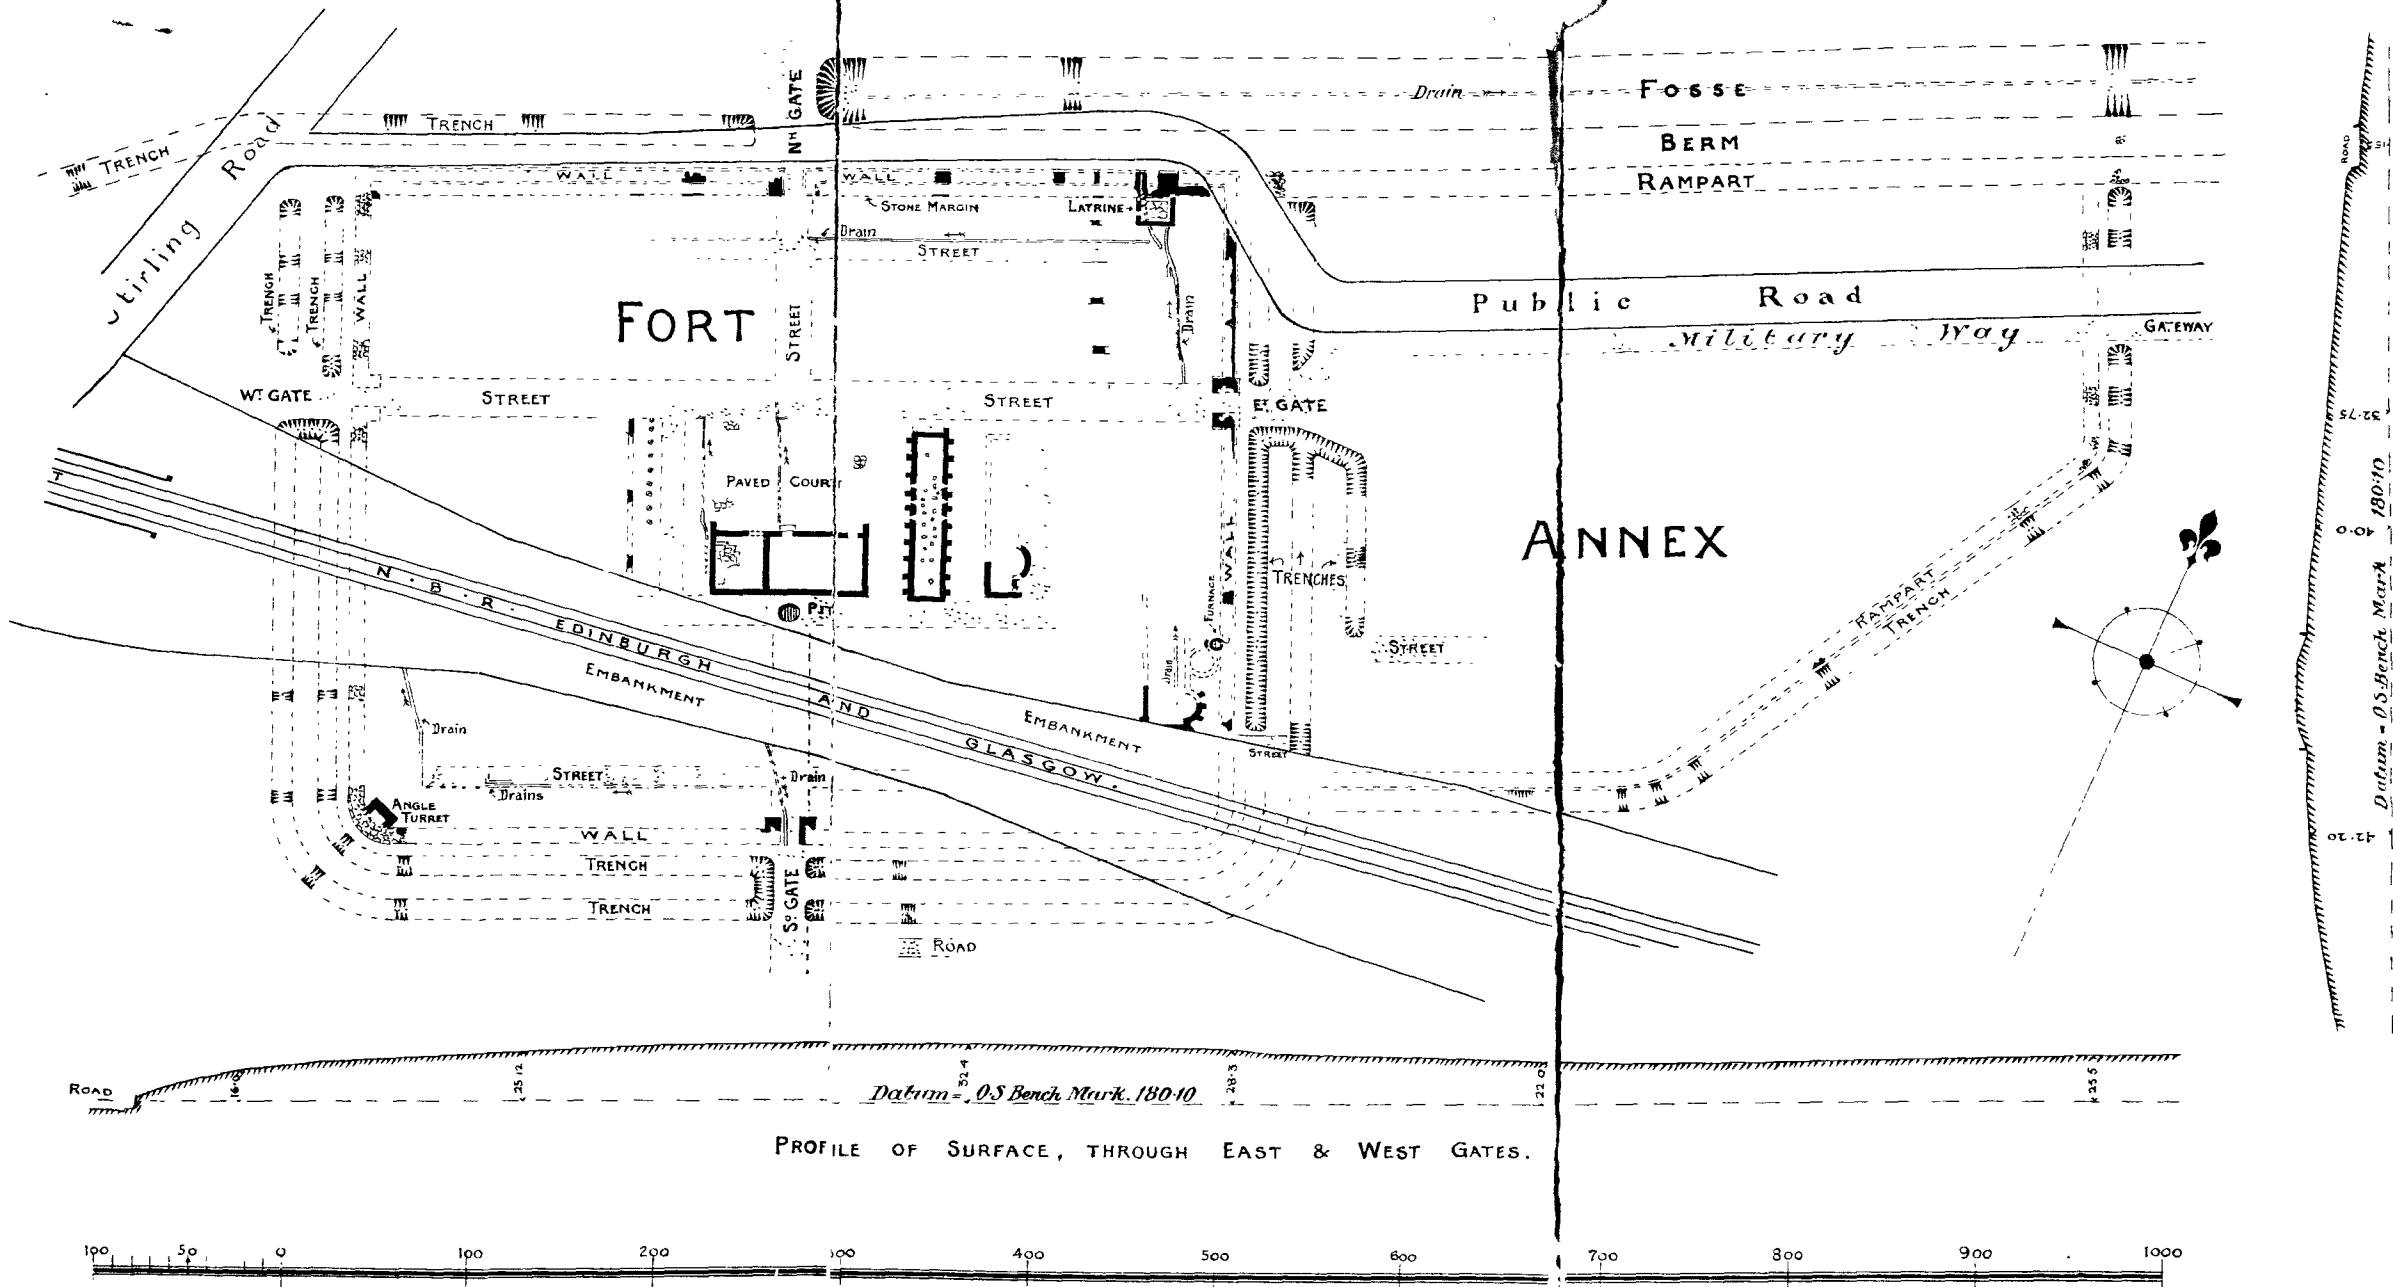 Nᴴ GATE
Drain
FOSSE
TRENCH
BERM
TRENCH
RAMPART
Stirling Road
WALL
WALL
STONE MARGIN
LATRINE
Drain
STREET
TRENCH
TRENCH
WALL
FORT
STREET
Drain
Public Road
Military Way
GATEWAY
Wᵀ GATE
STREET
STREET
Eᵀ GATE
PAVED COURT
ANNEX
WALL
TRENCHES
FURNACE
PIT
RAMPART
TRENCH
STREET
Drain
N.B.R. EDINBURGH AND GLASGOW.
EMBANKMENT
EMBANKMENT
STREET
Drain
STREET
Drain
Drains
ANGLE
TURRET
WALL
TRENCH
TRENCH
Sº GATE
ROAD
ROAD
32·75
40·0
42·20
Datum = O.S. Bench Mark 180·10
ROAD
25 12
32·4
28·3
22 0
25 5
Datum = O.S Bench Mark. 180·10
PROFILE OF SURFACE, THROUGH EAST & WEST GATES.
100 50 0 100 200 300 400 500 600 700 800 900 1000